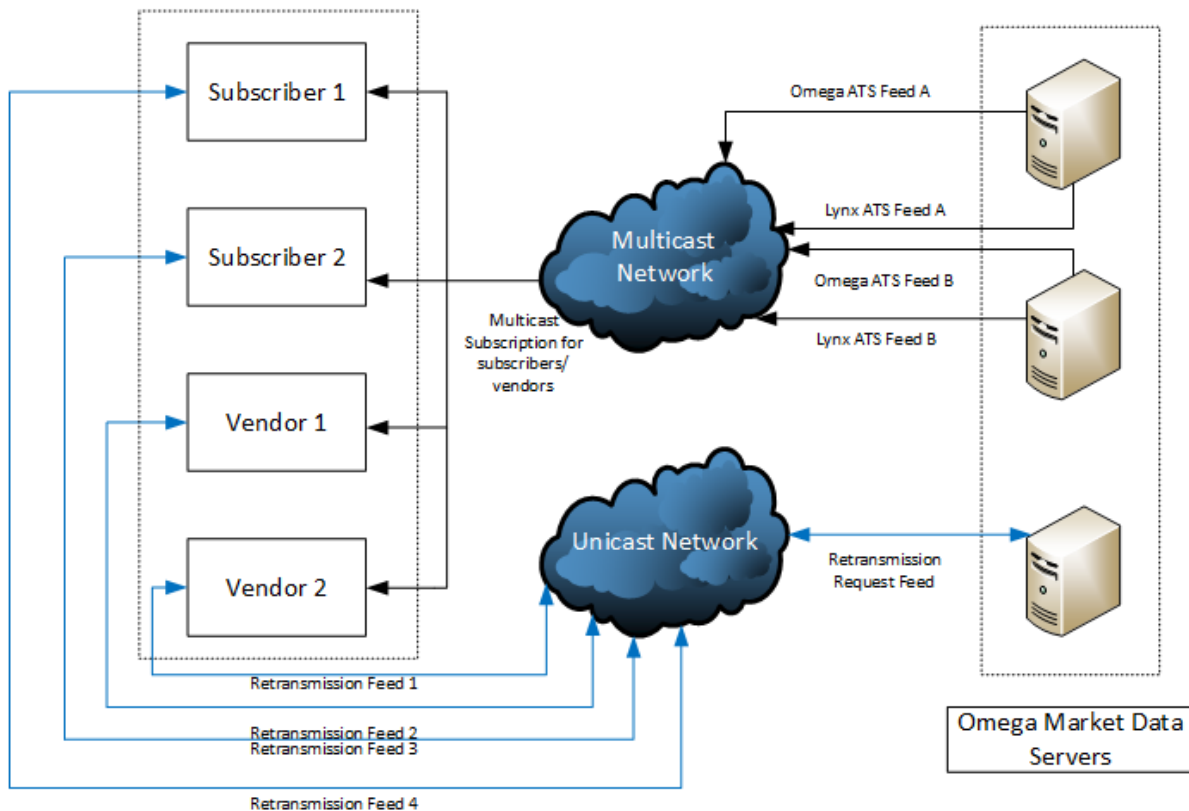 Subscriber 1
Subscriber 2
Vendor 1
Vendor 2
Multicast
Subscription for
subscribers/
vendors
Multicast
Network
Omega ATS Feed A
Lynx ATS Feed A
Omega ATS Feed B
Lynx ATS Feed B
Unicast Network
Retransmission
Request Feed
Retransmission Feed 1
Retransmission Feed 2
Retransmission Feed 3
Retransmission Feed 4
Omega Market Data
Servers